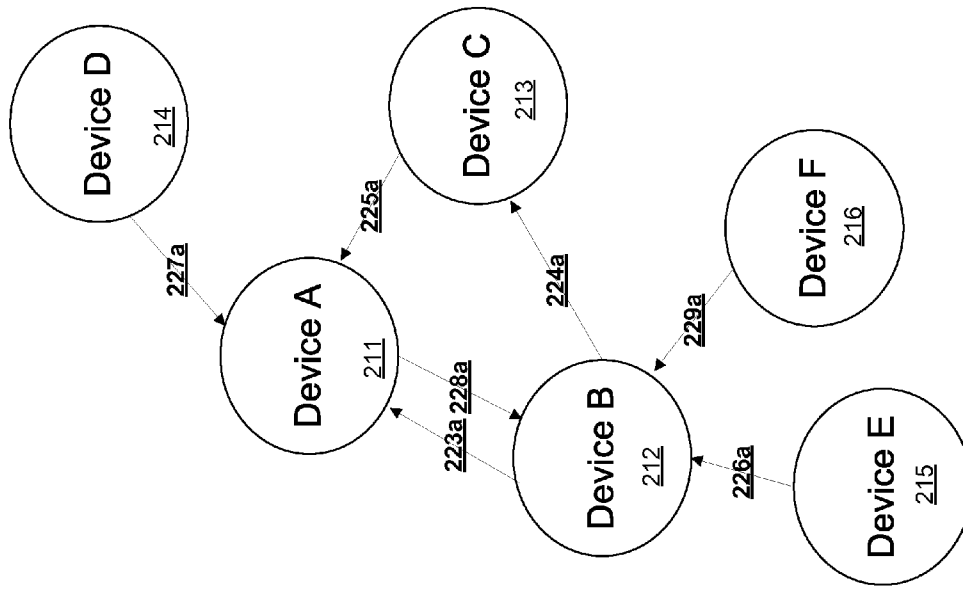 Device D
214
227a
Device A
211
225a
Device C
213
223a
228a
224a
Device B
212
229a
Device F
216
226a
Device E
215